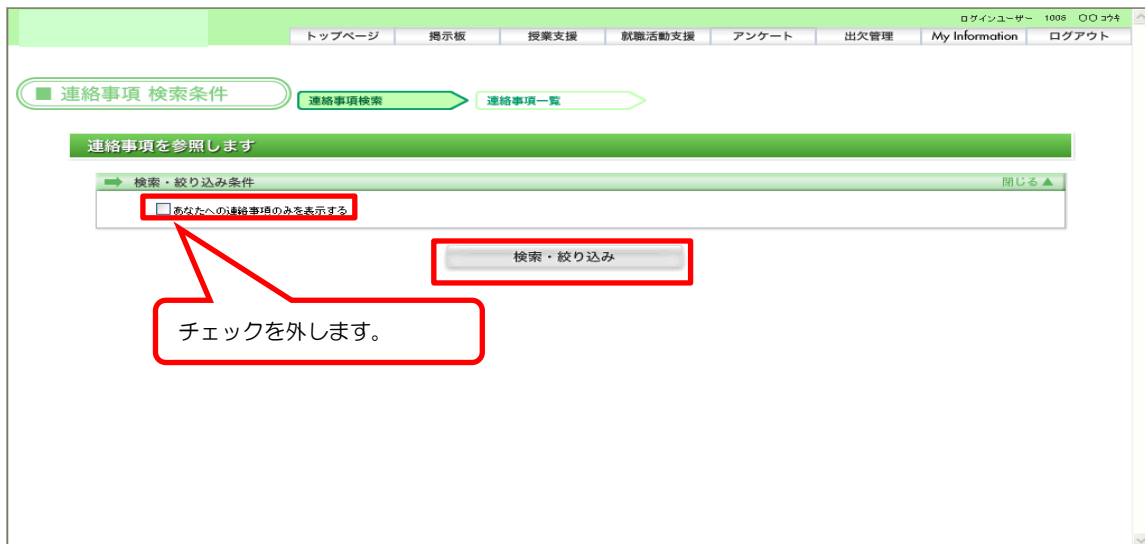 ログインユーザー 1008 〇〇コウキ
トップページ 掲示板 授業支援 就職活動支援 アンケート 出欠管理 My Information ログアウト
■ 連絡事項 検索条件 連絡事項検索 連絡事項一覧
連絡事項を参照します
➡ 検索・絞り込み条件 閉じる▲
あなたへの連絡事項のみを表示する
検索・絞り込み
チェックを外します。